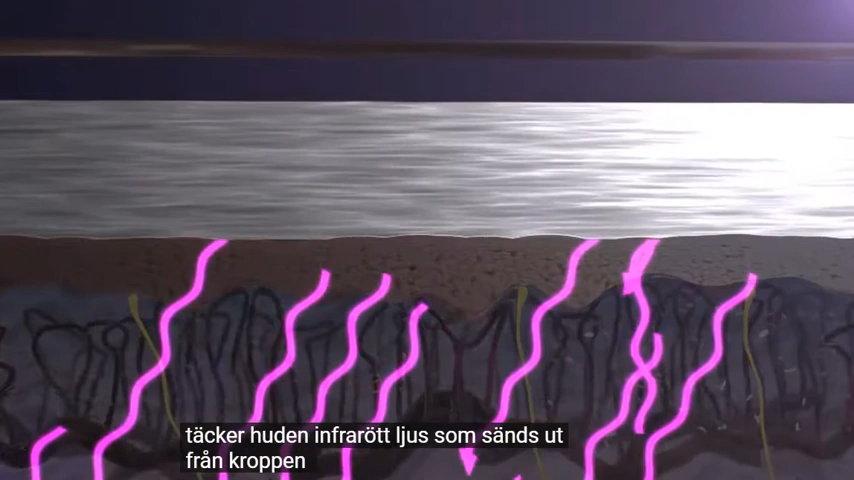 täcker huden infrarött ljus som sänds ut
från kroppen